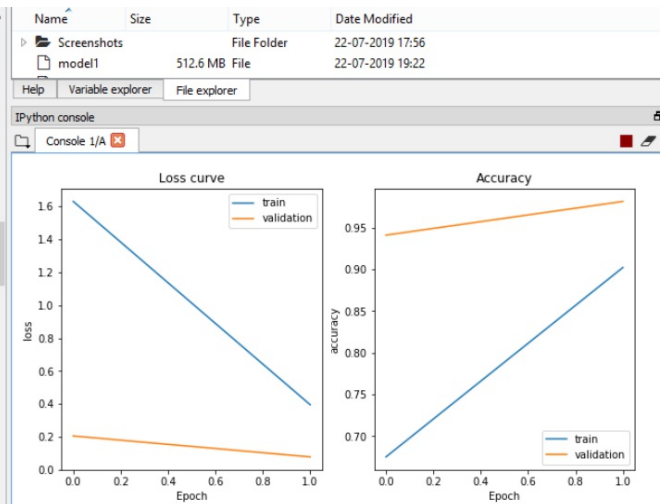 Name Size Type Date Modified
Screenshots File Folder 22-07-2019 17:56
model1 512.6 MB File 22-07-2019 19:22
Help Variable explorer File explorer
IPython console
Console 1/A
Loss curve
train
validation
1.6
1.4
1.2
1.0
0.8
0.6
0.4
0.2
0.0
loss
0.0 0.2 0.4 0.6 0.8 1.0
Epoch
Accuracy
0.95
0.90
0.85
0.80
0.75
0.70
accuracy
train
validation
0.0 0.2 0.4 0.6 0.8 1.0
Epoch